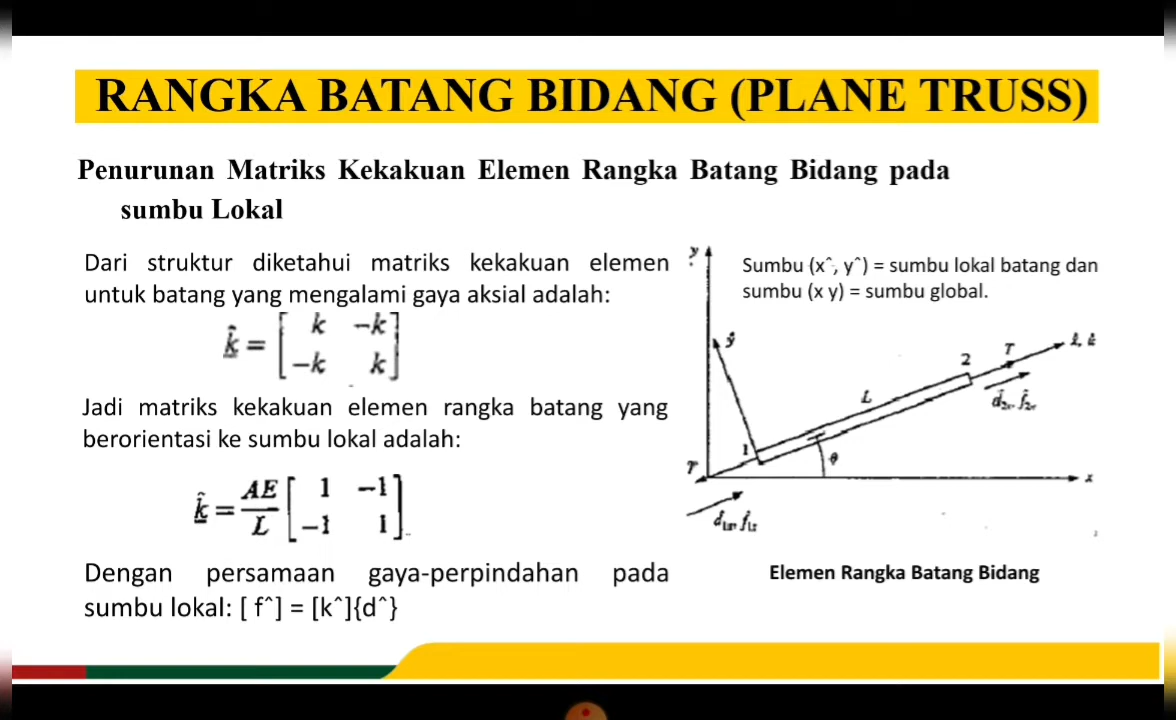 RANGKA BATANG BIDANG (PLANE TRUSS)
Penurunan Matriks Kekakuan Elemen Rangka Batang Bidang pada
sumbu Lokal
Dari struktur diketahui matriks kekakuan elemen
untuk batang yang mengalami gaya aksial adalah:
k̂ = [ k −k ]
[ −k k ]
Jadi matriks kekakuan elemen rangka batang yang
berorientasi ke sumbu lokal adalah:
k̂ = AE/L [ 1 −1 ]
[ −1 1 ]
Dengan persamaan gaya-perpindahan pada
sumbu lokal: [ f^] = [k^]{d^}
Sumbu (x^, y^) = sumbu lokal batang dan
sumbu (x y) = sumbu global.
y
ŷ
2
T
L
1
θ
T
x
Elemen Rangka Batang Bidang